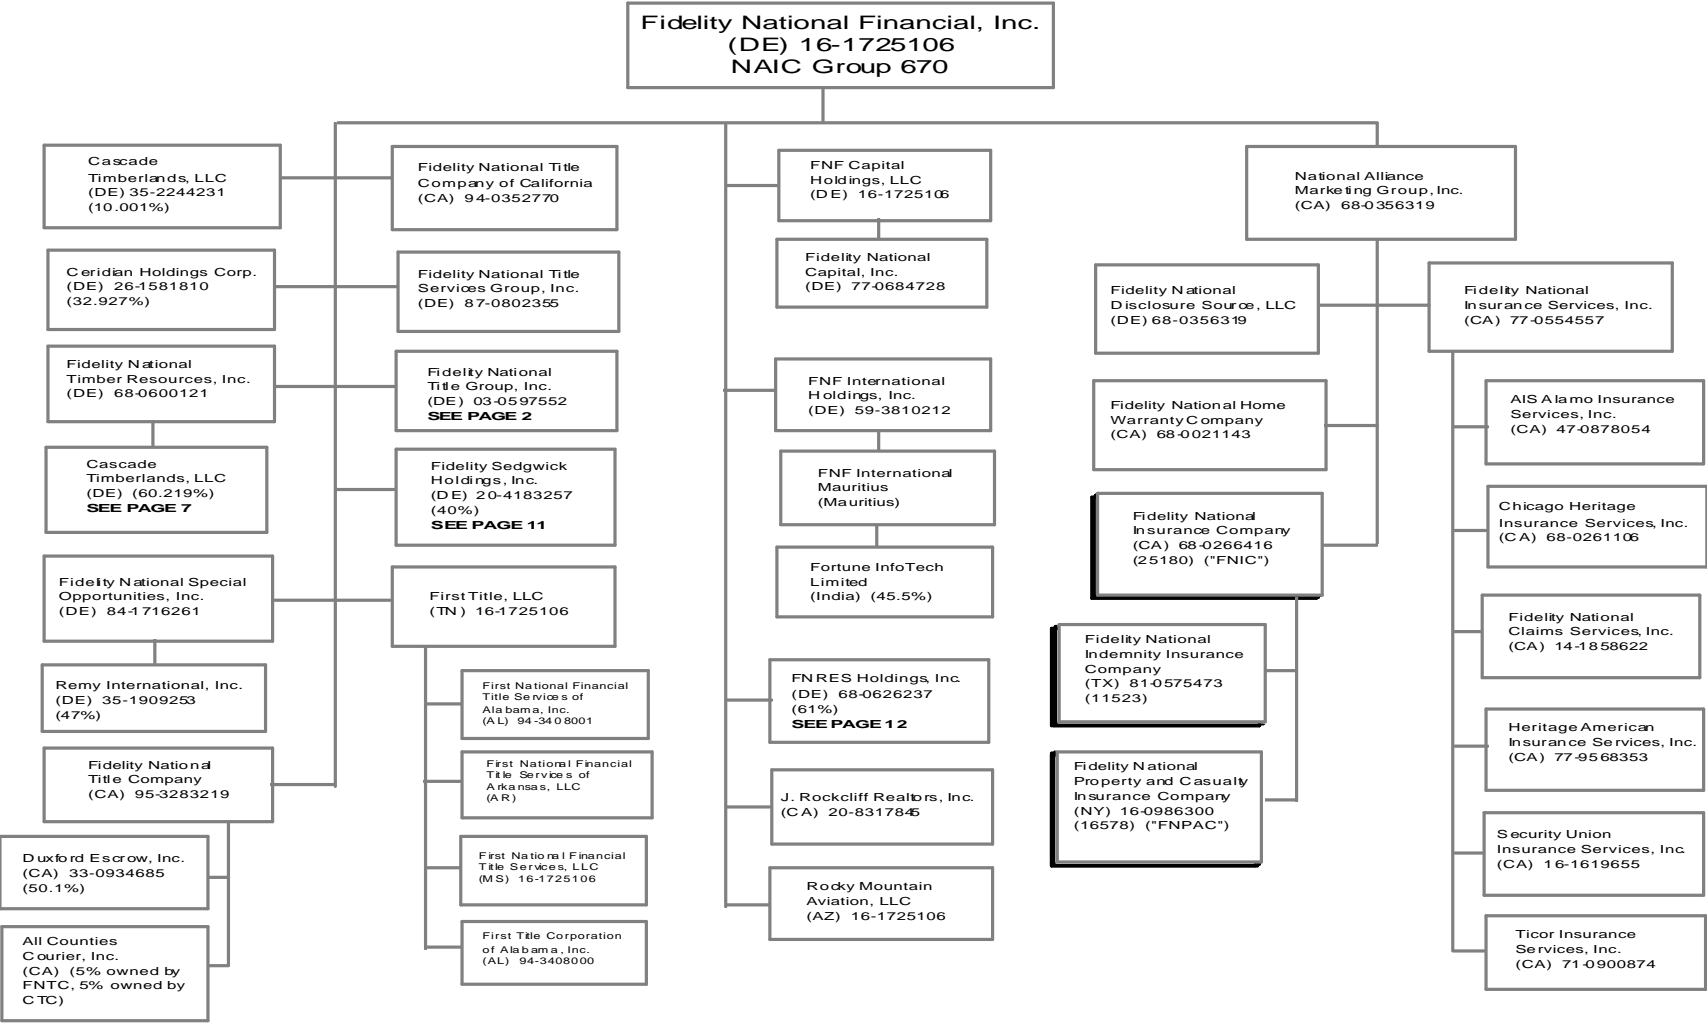 Fidelity National Financial, Inc.
(DE) 16-1725106
NAIC Group 670
Cascade
Timberlands, LLC
(DE) 35-2244231
(10.001%)
Fidelity National Title
Company of California
(CA) 94-0352770
Ceridian Holdings Corp.
(DE) 26-1581810
(32.927%)
Fidelity National Title
Services Group, Inc.
(DE) 87-0802355
Fidelity National
Timber Resources, Inc.
(DE) 68-0600121
Fidelity National
Title Group, Inc.
(DE) 03-0597552
SEE PAGE 2
Cascade
Timberlands, LLC
(DE) (60.219%)
SEE PAGE 7
Fidelity Sedgwick
Holdings, Inc.
(DE) 20-4183257
(40%)
SEE PAGE 11
Fidelity National Special
Opportunities, Inc.
(DE) 84-1716261
First Title, LLC
(TN) 16-1725106
Remy International, Inc.
(DE) 35-1909253
(47%)
First National Financial
Title Services of
Alabama, Inc.
(AL) 94-3408001
Fidelity National
Title Company
(CA) 95-3283219
First National Financial
Title Services of
Arkansas, LLC
(AR)
Duxford Escrow, Inc.
(CA) 33-0934685
(50.1%)
First National Financial
Title Services, LLC
(MS) 16-1725106
All Counties
Courier, Inc.
(CA) (5% owned by
FNTC, 5% owned by
CTC)
First Title Corporation
of Alabama, Inc.
(AL) 94-3408000
FNF Capital
Holdings, LLC
(DE) 16-1725106
Fidelity National
Capital, Inc.
(DE) 77-0684728
FNF International
Holdings, Inc.
(DE) 59-3810212
FNF International
Mauritius
(Mauritius)
Fortune InfoTech
Limited
(India) (45.5%)
FNRES Holdings, Inc.
(DE) 68-0626237
(61%)
SEE PAGE 12
J. Rockcliff Realtors, Inc.
(CA) 20-8317845
Rocky Mountain
Aviation, LLC
(AZ) 16-1725106
National Alliance
Marketing Group, Inc.
(CA) 68-0356319
Fidelity National
Disclosure Source, LLC
(DE) 68-0356319
Fidelity National
Insurance Services, Inc.
(CA) 77-0554557
Fidelity National Home
Warranty Company
(CA) 68-0021143
Fidelity National
Insurance Company
(CA) 68-0266416
(25180) ("FNIC")
Fidelity National
Indemnity Insurance
Company
(TX) 81-0575473
(11523)
Fidelity National
Property and Casualty
Insurance Company
(NY) 16-0986300
(16578) ("FNPAC")
AIS Alamo Insurance
Services, Inc.
(CA) 47-0878054
Chicago Heritage
Insurance Services, Inc.
(CA) 68-0261106
Fidelity National
Claims Services, Inc.
(CA) 14-1858622
Heritage American
Insurance Services, Inc.
(CA) 77-9568353
Security Union
Insurance Services, Inc.
(CA) 16-1619655
Ticor Insurance
Services, Inc.
(CA) 71-0900874